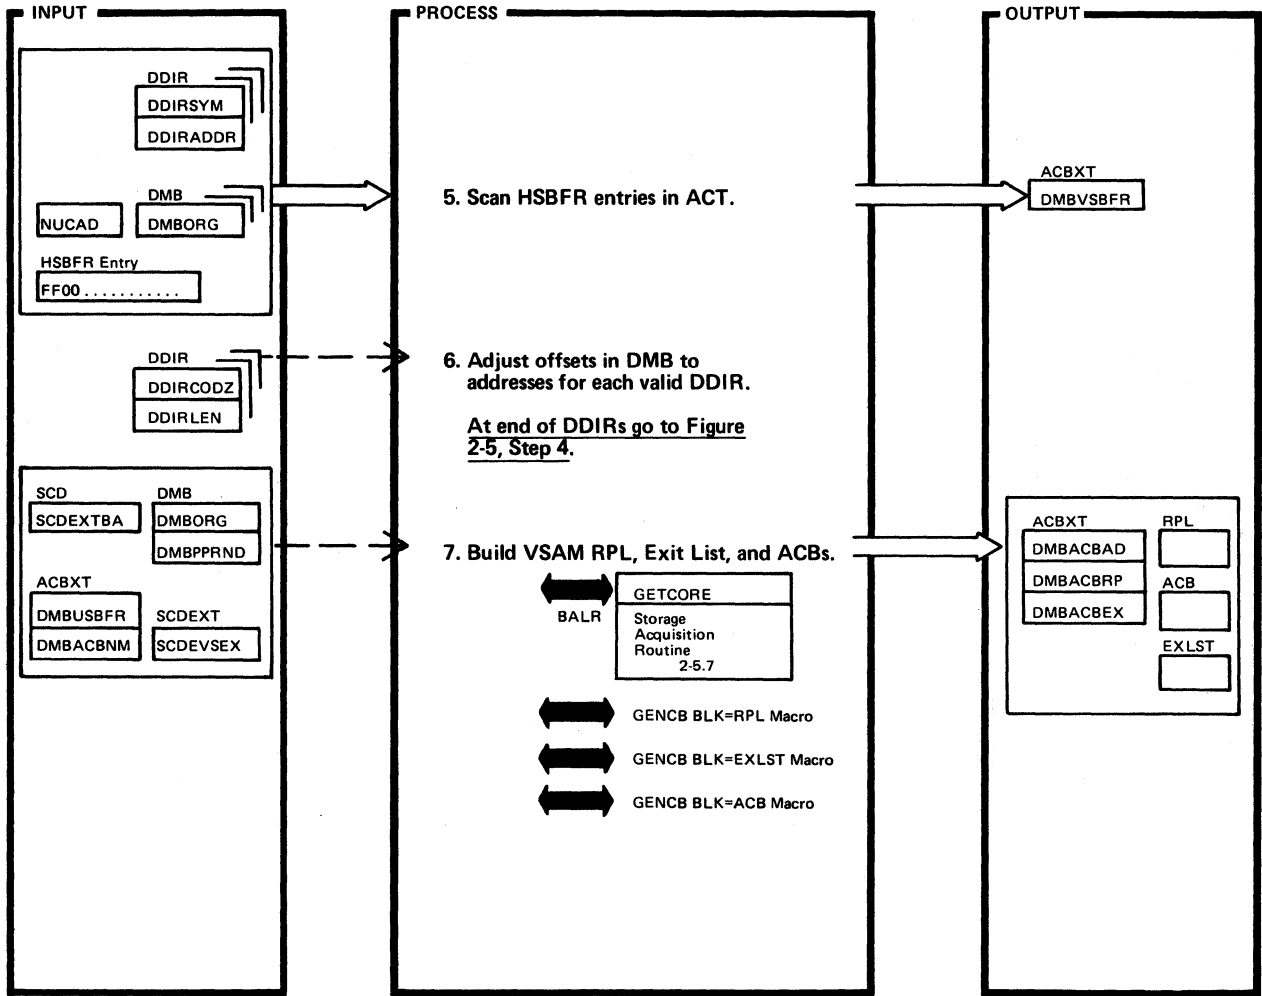 INPUT
PROCESS
OUTPUT
DDIR
DDIRSYM
DDIRADDR
DMB
NUCAD
DMBORG
HSBFR Entry
FF00...........
5. Scan HSBFR entries in ACT.
ACBXT
DMBVSBFR
DDIR
DDIRCODZ
DDIRLEN
6. Adjust offsets in DMB to
addresses for each valid DDIR.
At end of DDIRs go to Figure
2-5, Step 4.
SCD
DMB
SCDEXTBA
DMBORG
DMBPPRND
ACBXT
DMBUSBFR
SCDEXT
DMBACBNM
SCDEVSEX
7. Build VSAM RPL, Exit List, and ACBs.
BALR
GETCORE
Storage
Acquisition
Routine
2-5.7
GENCB BLK=RPL Macro
GENCB BLK=EXLST Macro
GENCB BLK=ACB Macro
ACBXT
RPL
DMBACBAD
DMBACBRP
ACB
DMBACBEX
EXLST